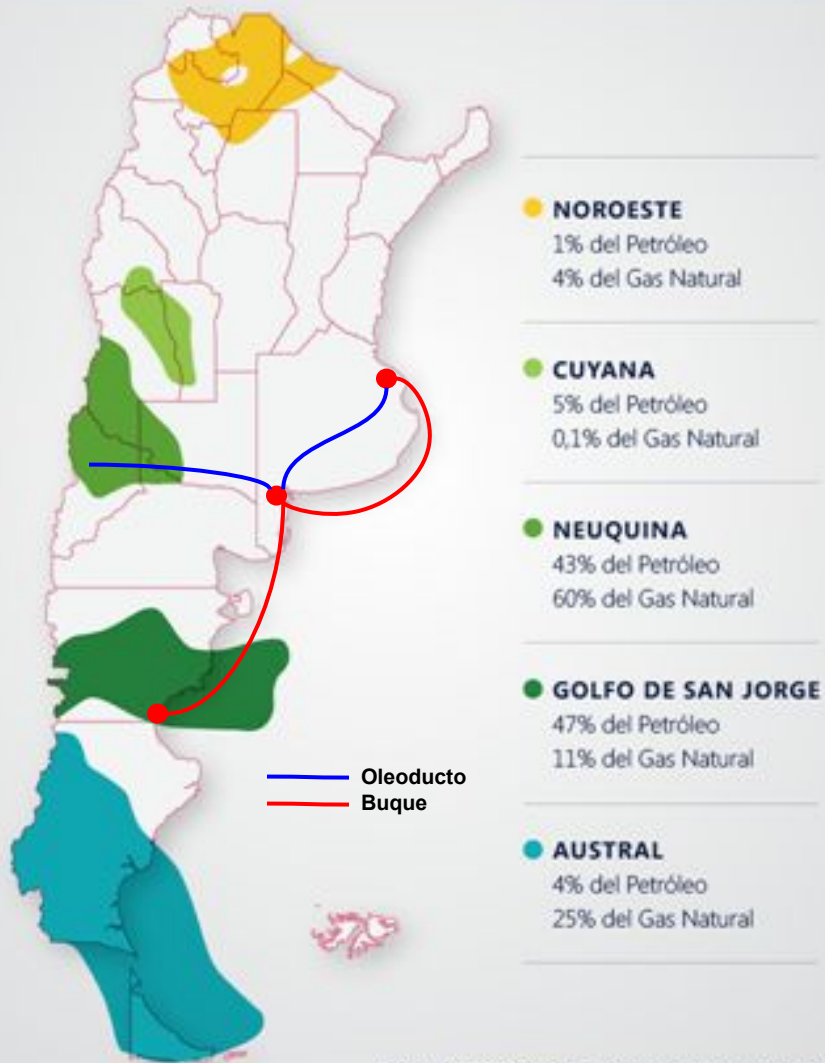 NOROESTE
1% del Petróleo
4% del Gas Natural
CUYANA
5% del Petróleo
0,1% del Gas Natural
NEUQUINA
43% del Petróleo
60% del Gas Natural
GOLFO DE SAN JORGE
47% del Petróleo
11% del Gas Natural
Oleoducto
Buque
AUSTRAL
4% del Petróleo
25% del Gas Natural